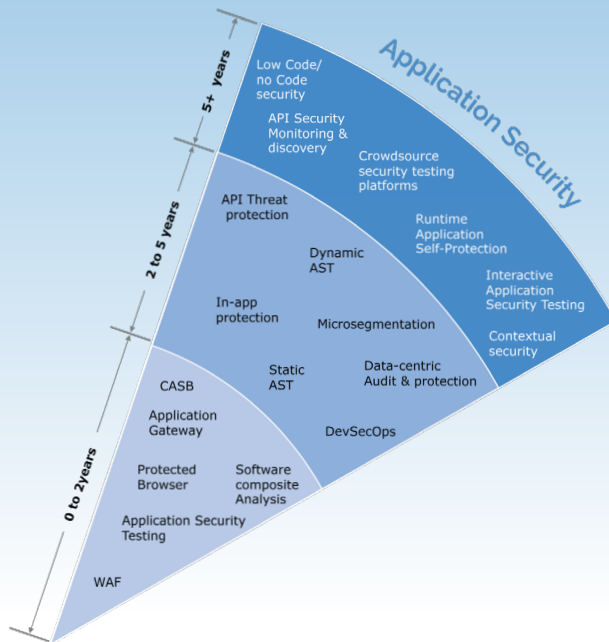 Application Security
5+ years
Low Code/
no Code
security
API Security
Monitoring &
discovery
Crowdsource
security testing
platforms
Runtime
Application
Self-Protection
Interactive
Application
Security Testing
Contextual
security
2 to 5 years
API Threat
protection
Dynamic
AST
In-app
protection
Microsegmentation
Static
AST
Data-centric
Audit & protection
DevSecOps
0 to 2years
CASB
Application
Gateway
Protected
Browser
Software
composite
Analysis
Application Security
Testing
WAF